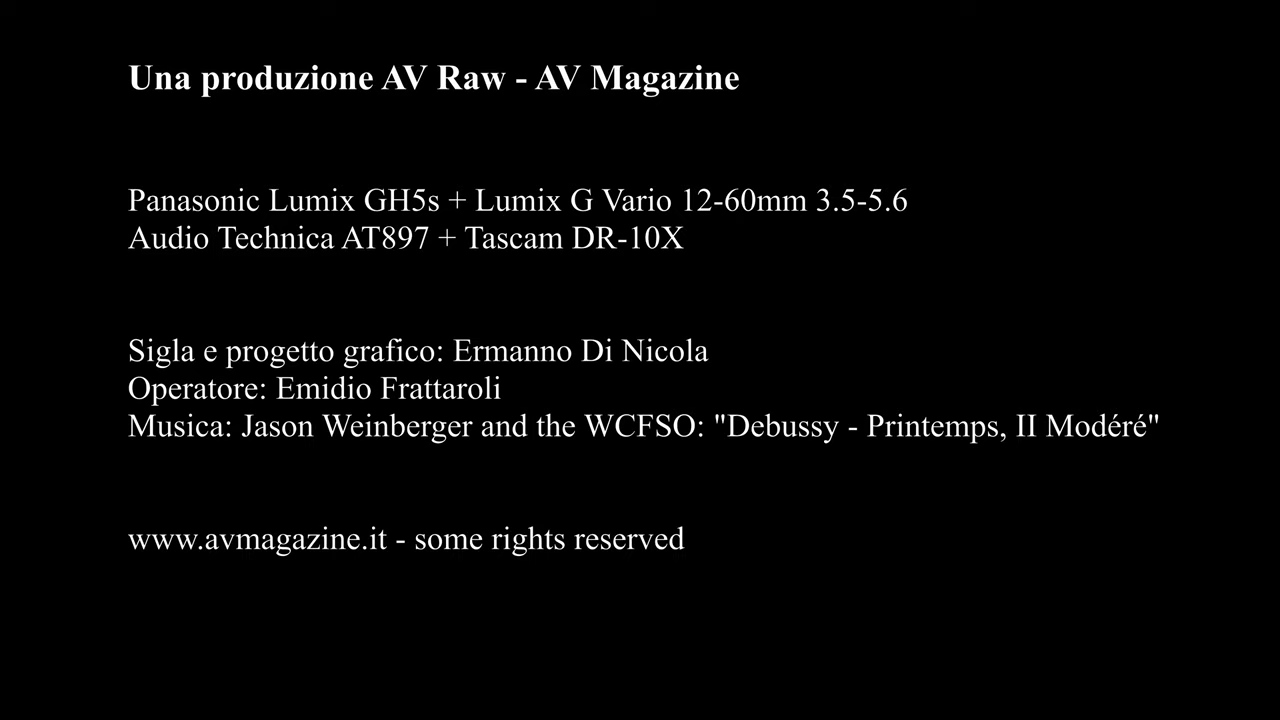 Una produzione AV Raw - AV Magazine
Panasonic Lumix GH5s + Lumix G Vario 12-60mm 3.5-5.6
Audio Technica AT897 + Tascam DR-10X
Sigla e progetto grafico: Ermanno Di Nicola
Operatore: Emidio Frattaroli
Musica: Jason Weinberger and the WCFSO: "Debussy - Printemps, II Modéré"
www.avmagazine.it - some rights reserved